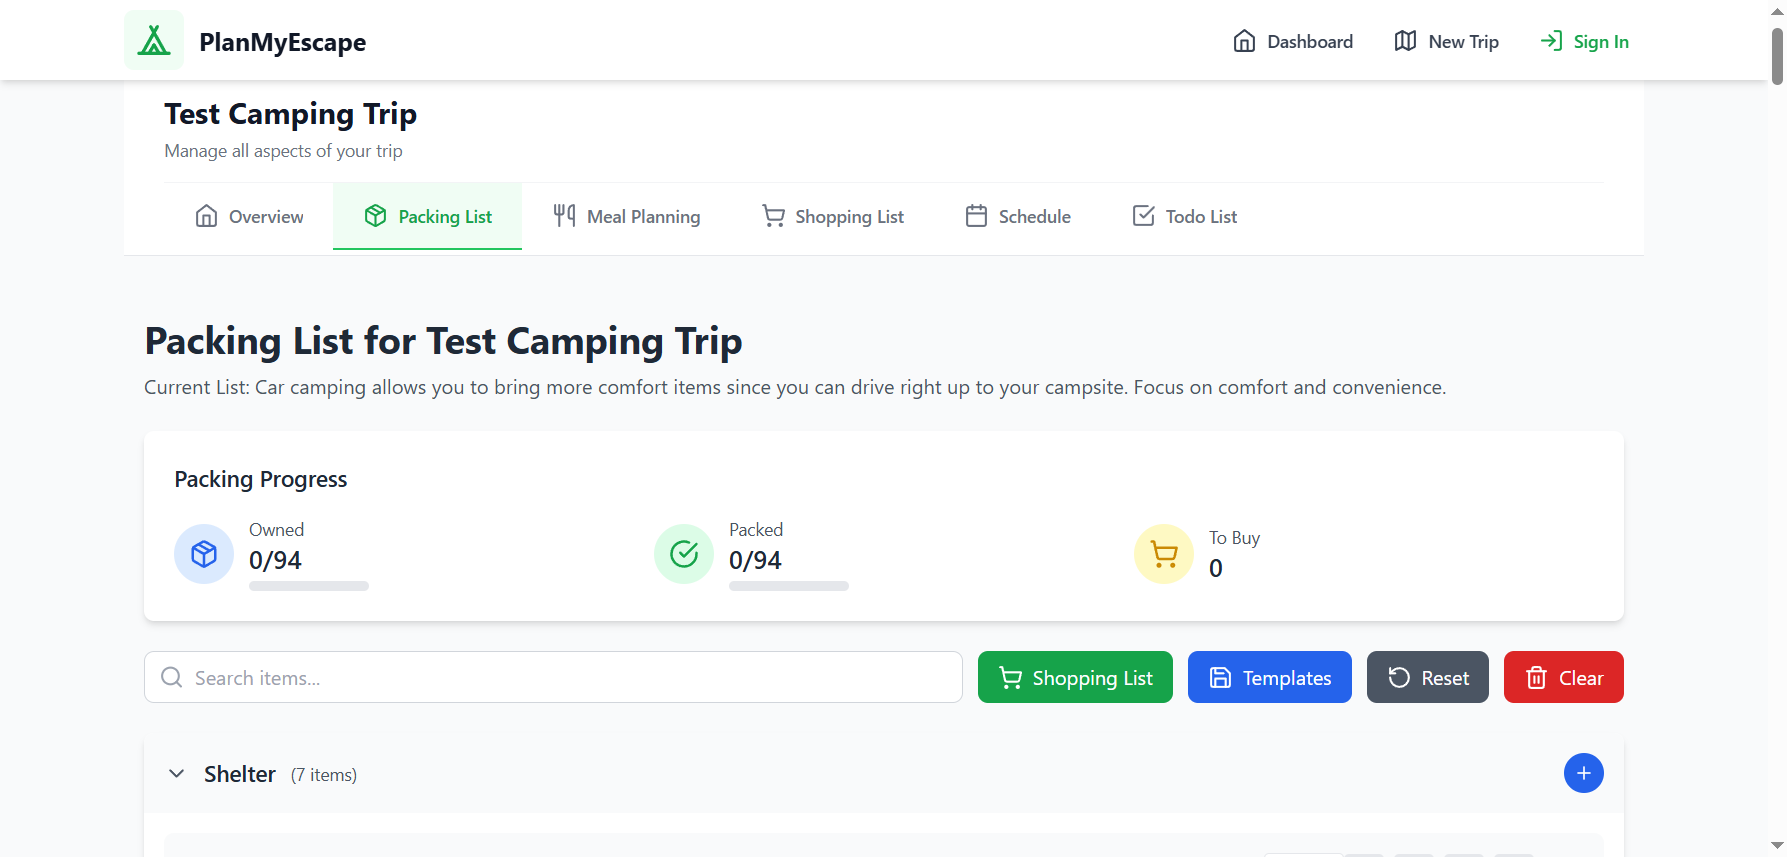 PlanMyEscape
Dashboard
New Trip
Sign In
Test Camping Trip
Manage all aspects of your trip
Overview
Packing List
Meal Planning
Shopping List
Schedule
Todo List
Packing List for Test Camping Trip
Current List: Car camping allows you to bring more comfort items since you can drive right up to your campsite. Focus on comfort and convenience.
Packing Progress
Owned
0/94
Packed
0/94
To Buy
0
Search items...
Shopping List
Templates
Reset
Clear
Shelter (7 items)